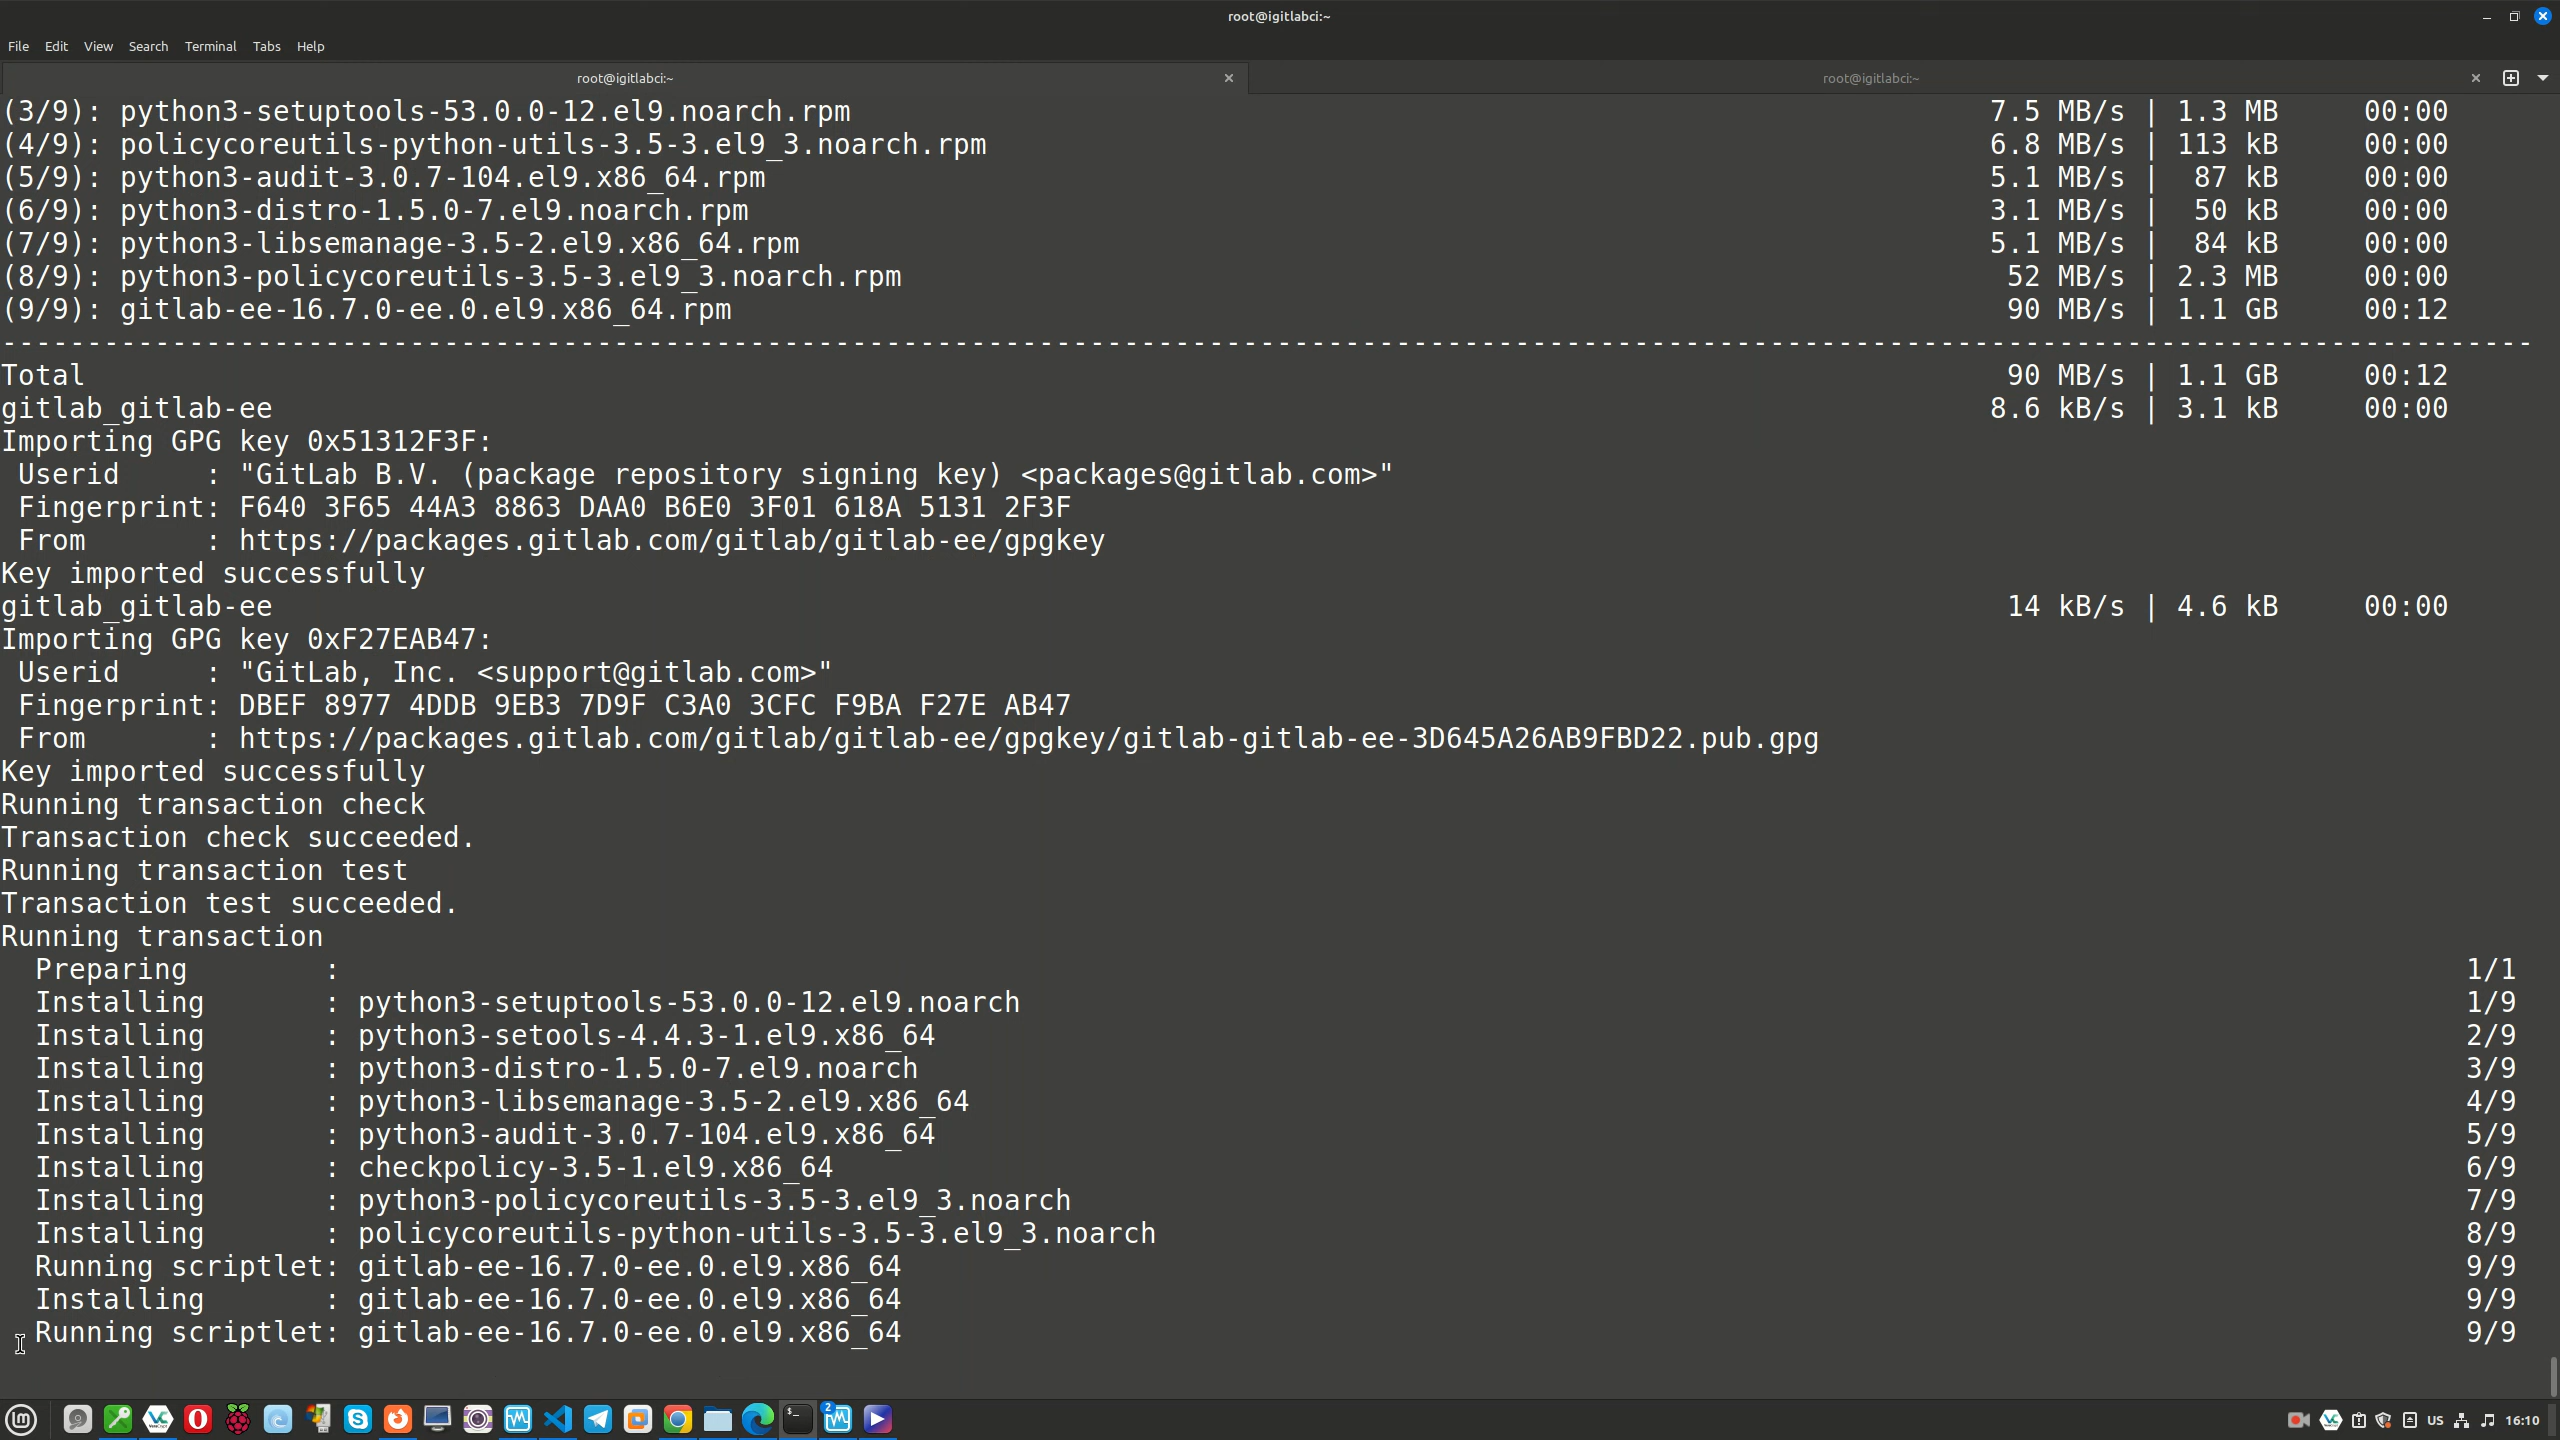 root@igitlabci:~
File Edit View Search Terminal Tabs Help
root@igitlabci:~ root@igitlabci:~
(3/9): python3-setuptools-53.0.0-12.el9.noarch.rpm 7.5 MB/s | 1.3 MB 00:00
(4/9): policycoreutils-python-utils-3.5-3.el9_3.noarch.rpm 6.8 MB/s | 113 kB 00:00
(5/9): python3-audit-3.0.7-104.el9.x86_64.rpm 5.1 MB/s | 87 kB 00:00
(6/9): python3-distro-1.5.0-7.el9.noarch.rpm 3.1 MB/s | 50 kB 00:00
(7/9): python3-libsemanage-3.5-2.el9.x86_64.rpm 5.1 MB/s | 84 kB 00:00
(8/9): python3-policycoreutils-3.5-3.el9_3.noarch.rpm 52 MB/s | 2.3 MB 00:00
(9/9): gitlab-ee-16.7.0-ee.0.el9.x86_64.rpm 90 MB/s | 1.1 GB 00:12
--------------------------------------------------------------------------------
Total 90 MB/s | 1.1 GB 00:12
gitlab_gitlab-ee 8.6 kB/s | 3.1 kB 00:00
Importing GPG key 0x51312F3F:
Userid : "GitLab B.V. (package repository signing key) <packages@gitlab.com>"
Fingerprint: F640 3F65 44A3 8863 DAA0 B6E0 3F01 618A 5131 2F3F
From : https://packages.gitlab.com/gitlab/gitlab-ee/gpgkey
Key imported successfully
gitlab_gitlab-ee 14 kB/s | 4.6 kB 00:00
Importing GPG key 0xF27EAB47:
Userid : "GitLab, Inc. <support@gitlab.com>"
Fingerprint: DBEF 8977 4DDB 9EB3 7D9F C3A0 3CFC F9BA F27E AB47
From : https://packages.gitlab.com/gitlab/gitlab-ee/gpgkey/gitlab-gitlab-ee-3D645A26AB9FBD22.pub.gpg
Key imported successfully
Running transaction check
Transaction check succeeded.
Running transaction test
Transaction test succeeded.
Running transaction
Preparing : 1/1
Installing : python3-setuptools-53.0.0-12.el9.noarch 1/9
Installing : python3-setools-4.4.3-1.el9.x86_64 2/9
Installing : python3-distro-1.5.0-7.el9.noarch 3/9
Installing : python3-libsemanage-3.5-2.el9.x86_64 4/9
Installing : python3-audit-3.0.7-104.el9.x86_64 5/9
Installing : checkpolicy-3.5-1.el9.x86_64 6/9
Installing : python3-policycoreutils-3.5-3.el9_3.noarch 7/9
Installing : policycoreutils-python-utils-3.5-3.el9_3.noarch 8/9
Running scriptlet: gitlab-ee-16.7.0-ee.0.el9.x86_64 9/9
Installing : gitlab-ee-16.7.0-ee.0.el9.x86_64 9/9
Running scriptlet: gitlab-ee-16.7.0-ee.0.el9.x86_64 9/9
US 16:10